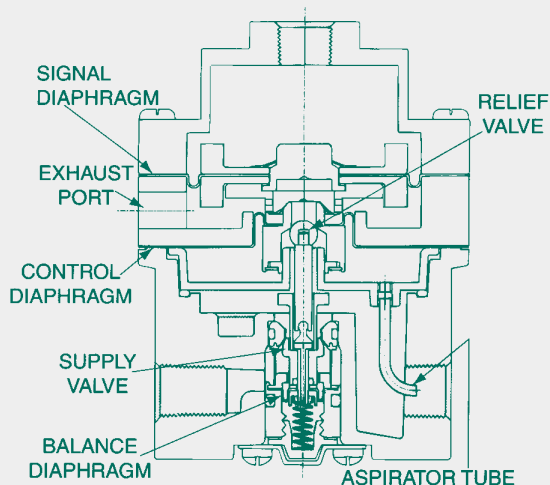 SIGNAL
DIAPHRAGM
RELIEF
VALVE
EXHAUST
PORT
CONTROL
DIAPHRAGM
SUPPLY
VALVE
BALANCE
DIAPHRAGM
ASPIRATOR TUBE